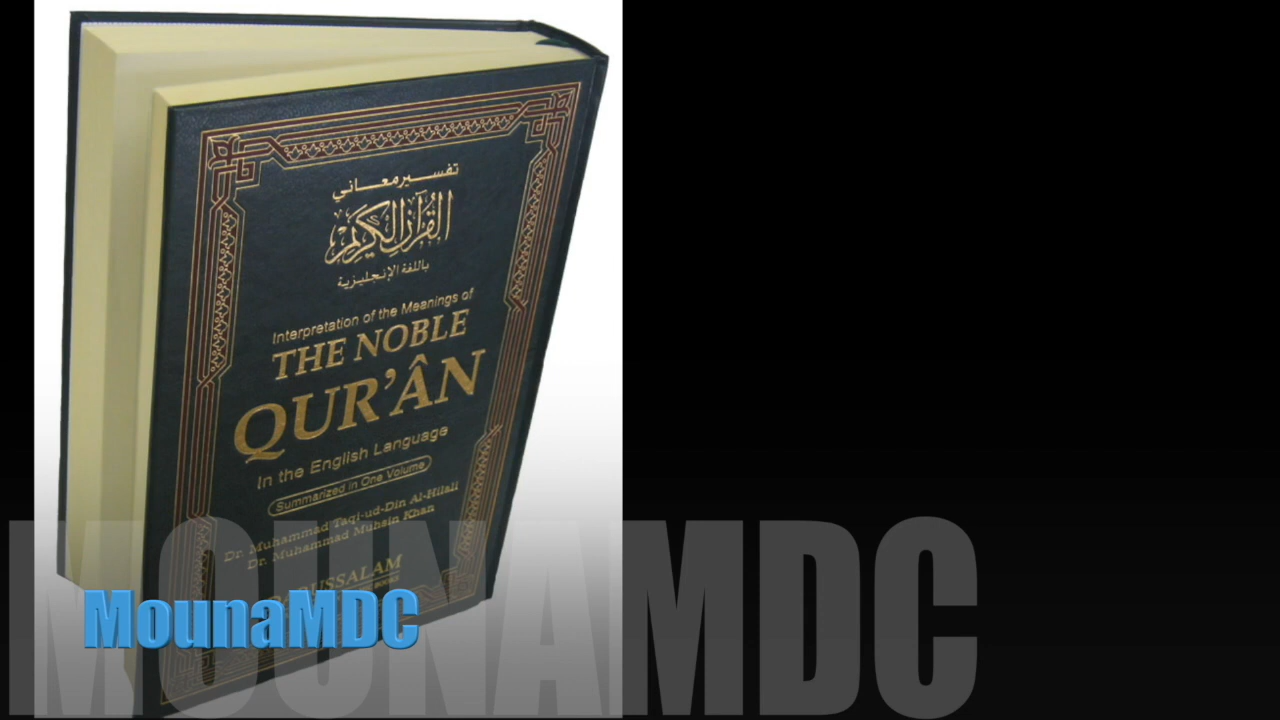 تفسير معاني
القرآن الكريم
باللغة الإنجليزية
Interpretation of the Meanings of
THE NOBLE
QUR'ÂN
In the English Language
Summarized in One Volume
Dr. Muhammad Taqi-ud-Din Al-Hilali
Dr. Muhammad Muhsin Khan
BOOKS
MOUNAMDC
MounaMDC